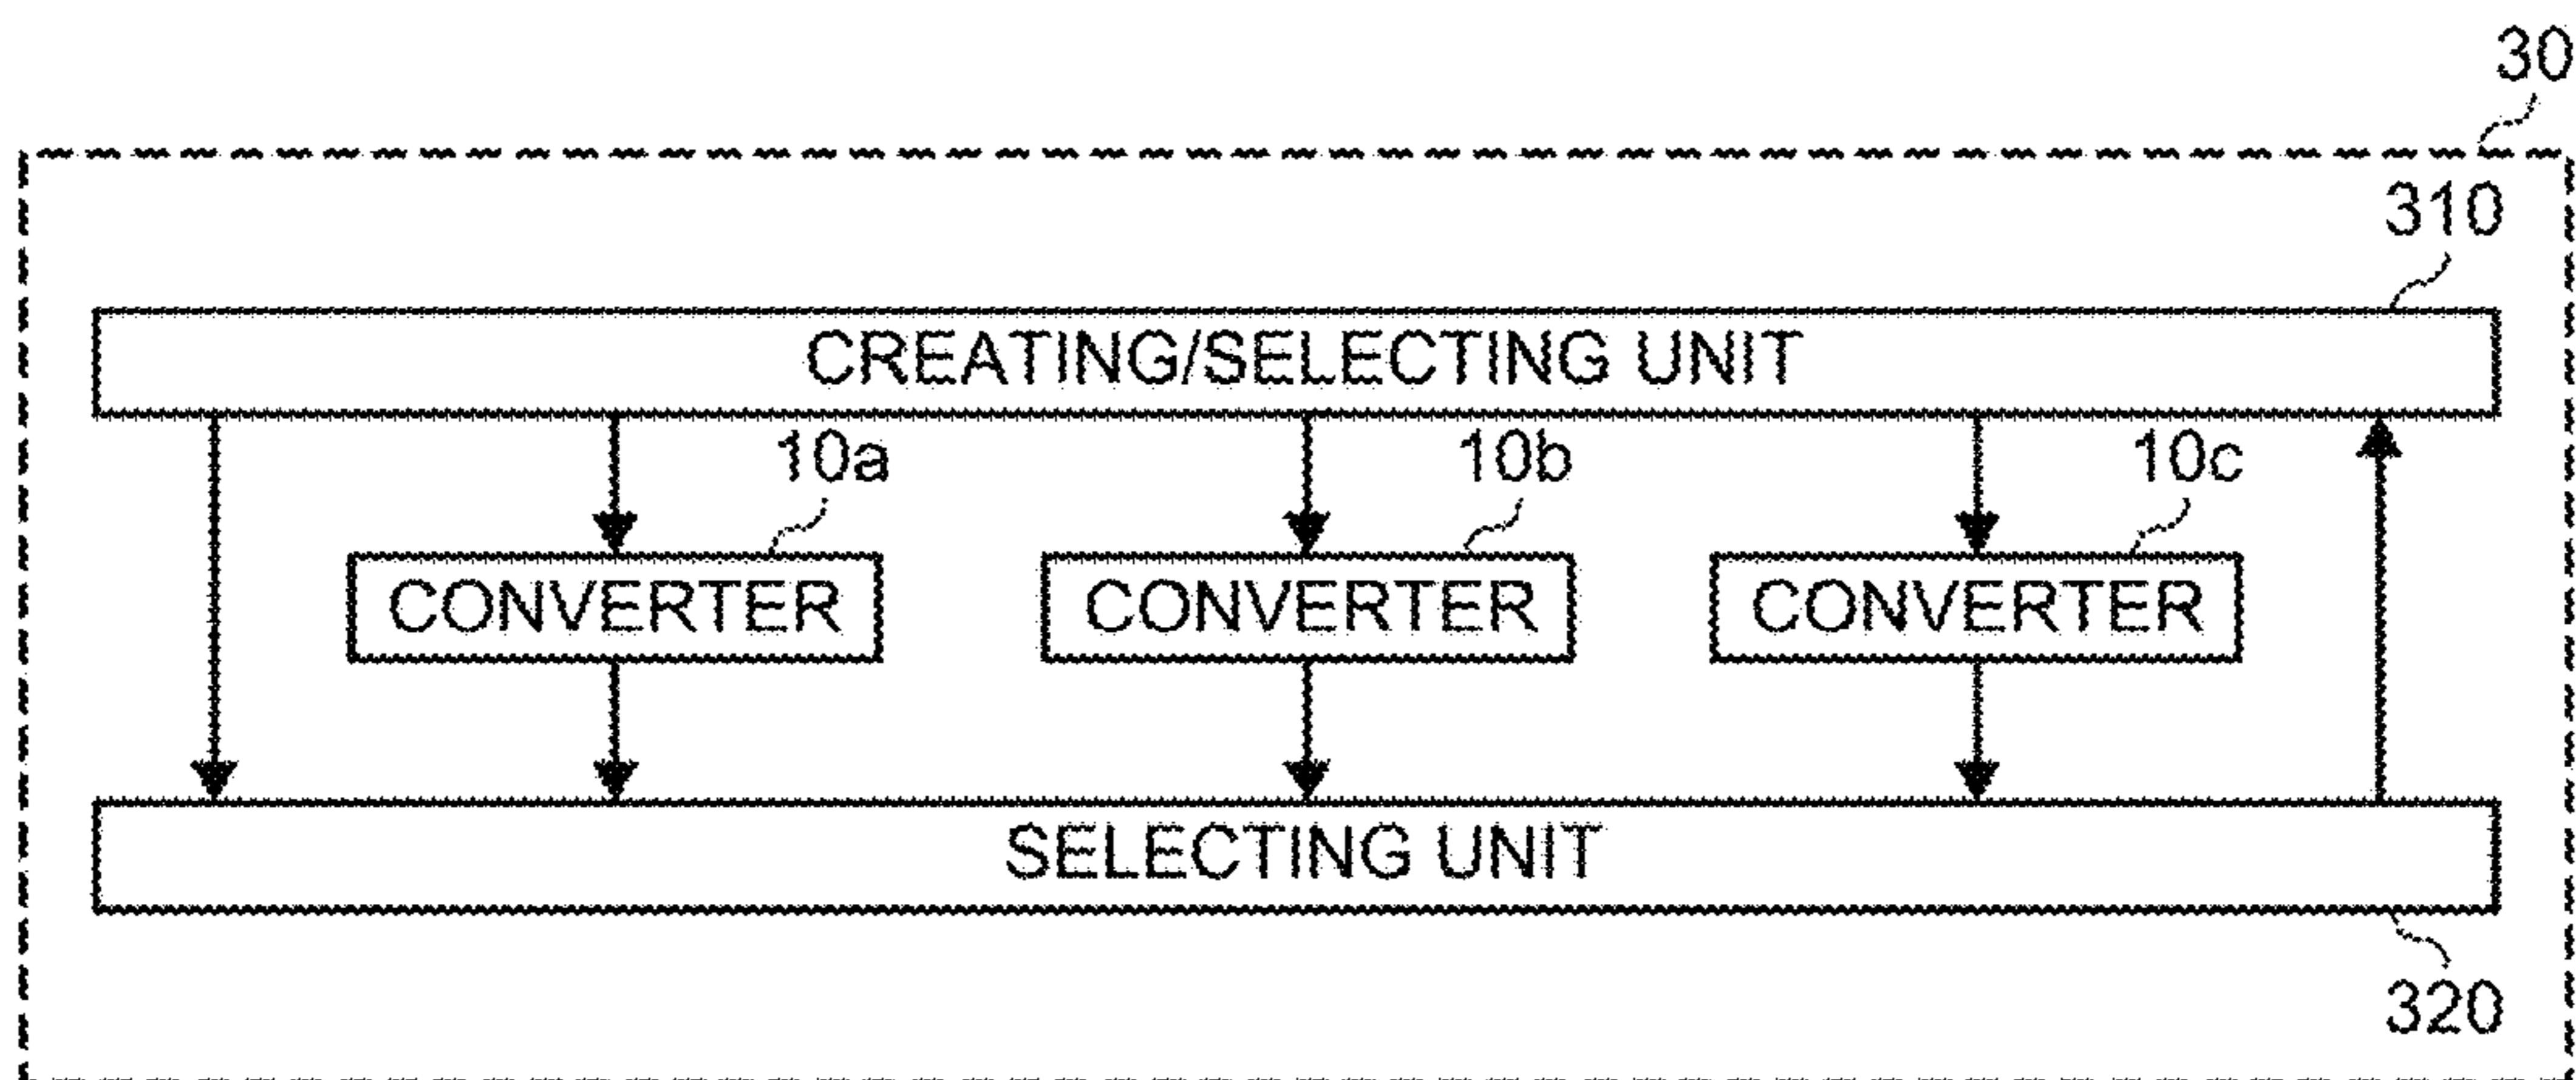 30
310
CREATING/SELECTING UNIT
10a
10b
10c
CONVERTER
CONVERTER
CONVERTER
SELECTING UNIT
320